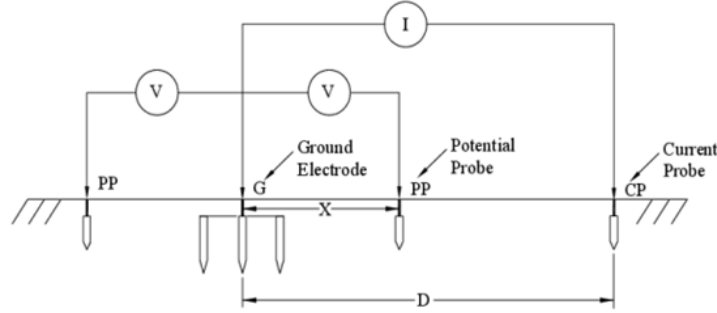 I
V
V
Ground
Electrode
Potential
Probe
Current
Probe
PP
G
PP
CP
X
D